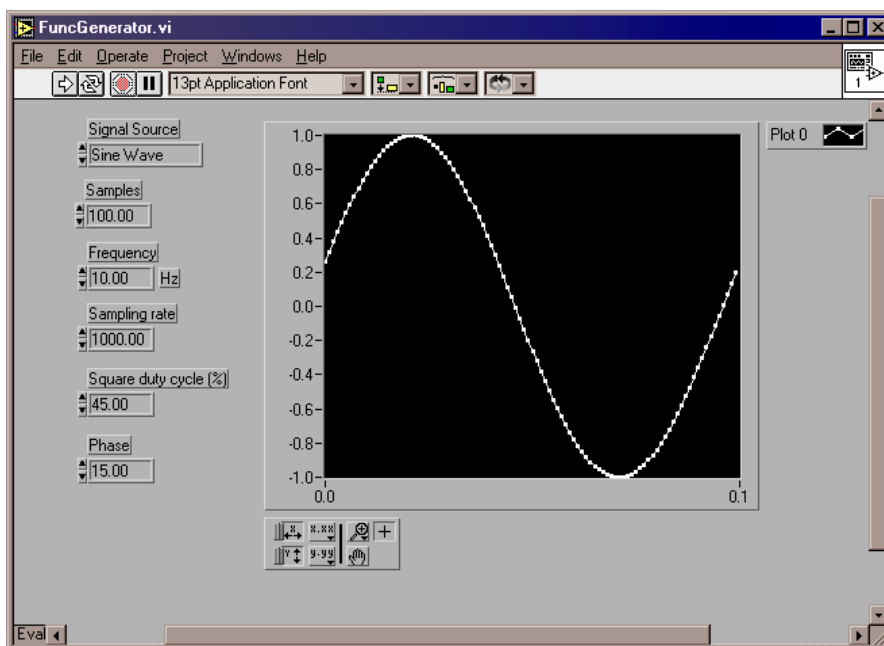 FuncGenerator.vi
File Edit Operate Project Windows Help
13pt Application Font
1
Signal Source
Sine Wave
Samples
100.00
Frequency
10.00 Hz
Sampling rate
1000.00
Square duty cycle (%)
45.00
Phase
15.00
1.0
0.8
0.6
0.4
0.2
0.0
-0.2
-0.4
-0.6
-0.8
-1.0
0.0 0.1
Plot 0
X x.xx
Y y.yy
Eval